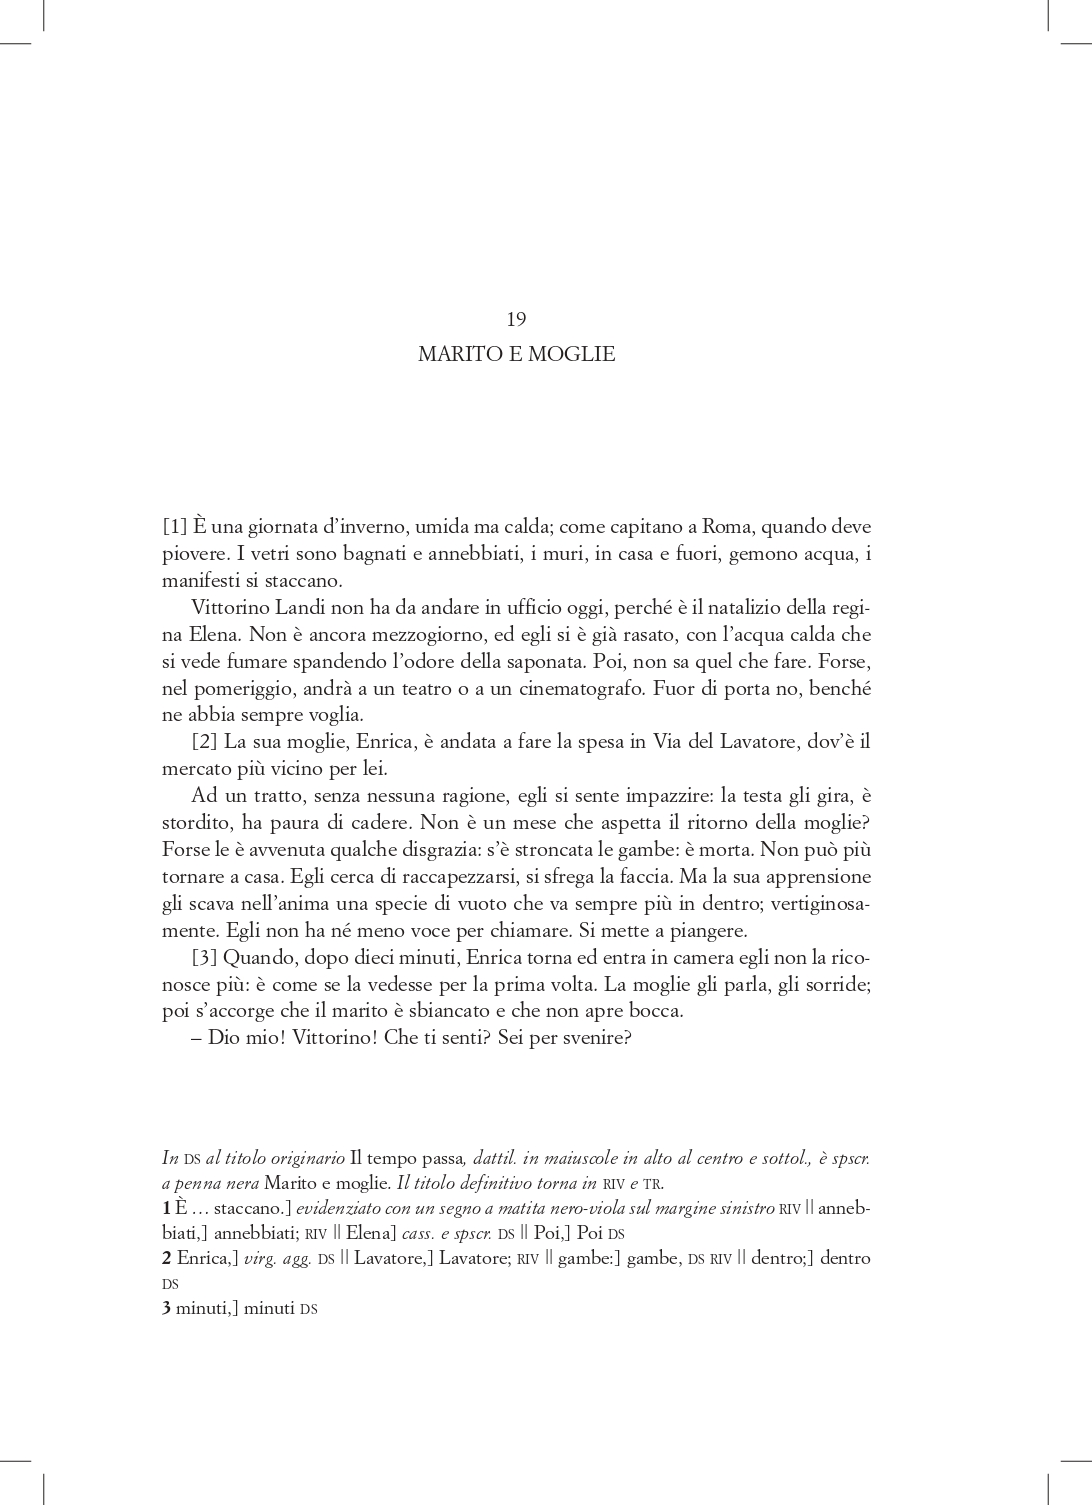 19
MARITO E MOGLIE
[1] È una giornata d’inverno, umida ma calda; come capitano a Roma, quando deve
piovere. I vetri sono bagnati e annebbiati, i muri, in casa e fuori, gemono acqua, i
manifesti si staccano.
Vittorino Landi non ha da andare in ufficio oggi, perché è il natalizio della regi-
na Elena. Non è ancora mezzogiorno, ed egli si è già rasato, con l’acqua calda che
si vede fumare spandendo l’odore della saponata. Poi, non sa quel che fare. Forse,
nel pomeriggio, andrà a un teatro o a un cinematografo. Fuor di porta no, benché
ne abbia sempre voglia.
[2] La sua moglie, Enrica, è andata a fare la spesa in Via del Lavatore, dov’è il
mercato più vicino per lei.
Ad un tratto, senza nessuna ragione, egli si sente impazzire: la testa gli gira, è
stordito, ha paura di cadere. Non è un mese che aspetta il ritorno della moglie?
Forse le è avvenuta qualche disgrazia: s’è stroncata le gambe: è morta. Non può più
tornare a casa. Egli cerca di raccapezzarsi, si sfrega la faccia. Ma la sua apprensione
gli scava nell’anima una specie di vuoto che va sempre più in dentro; vertiginosa-
mente. Egli non ha né meno voce per chiamare. Si mette a piangere.
[3] Quando, dopo dieci minuti, Enrica torna ed entra in camera egli non la rico-
nosce più: è come se la vedesse per la prima volta. La moglie gli parla, gli sorride;
poi s’accorge che il marito è sbiancato e che non apre bocca.
– Dio mio! Vittorino! Che ti senti? Sei per svenire?
In DS al titolo originario Il tempo passa, dattil. in maiuscole in alto al centro e sottol., è spscr.
a penna nera Marito e moglie. Il titolo definitivo torna in RIV e TR.
1 È … staccano.] evidenziato con un segno a matita nero-viola sul margine sinistro RIV || anneb-
biati,] annebbiati; RIV || Elena] cass. e spscr. DS || Poi,] Poi DS
2 Enrica,] virg. agg. DS || Lavatore,] Lavatore; RIV || gambe:] gambe, DS RIV || dentro;] dentro
DS
3 minuti,] minuti DS